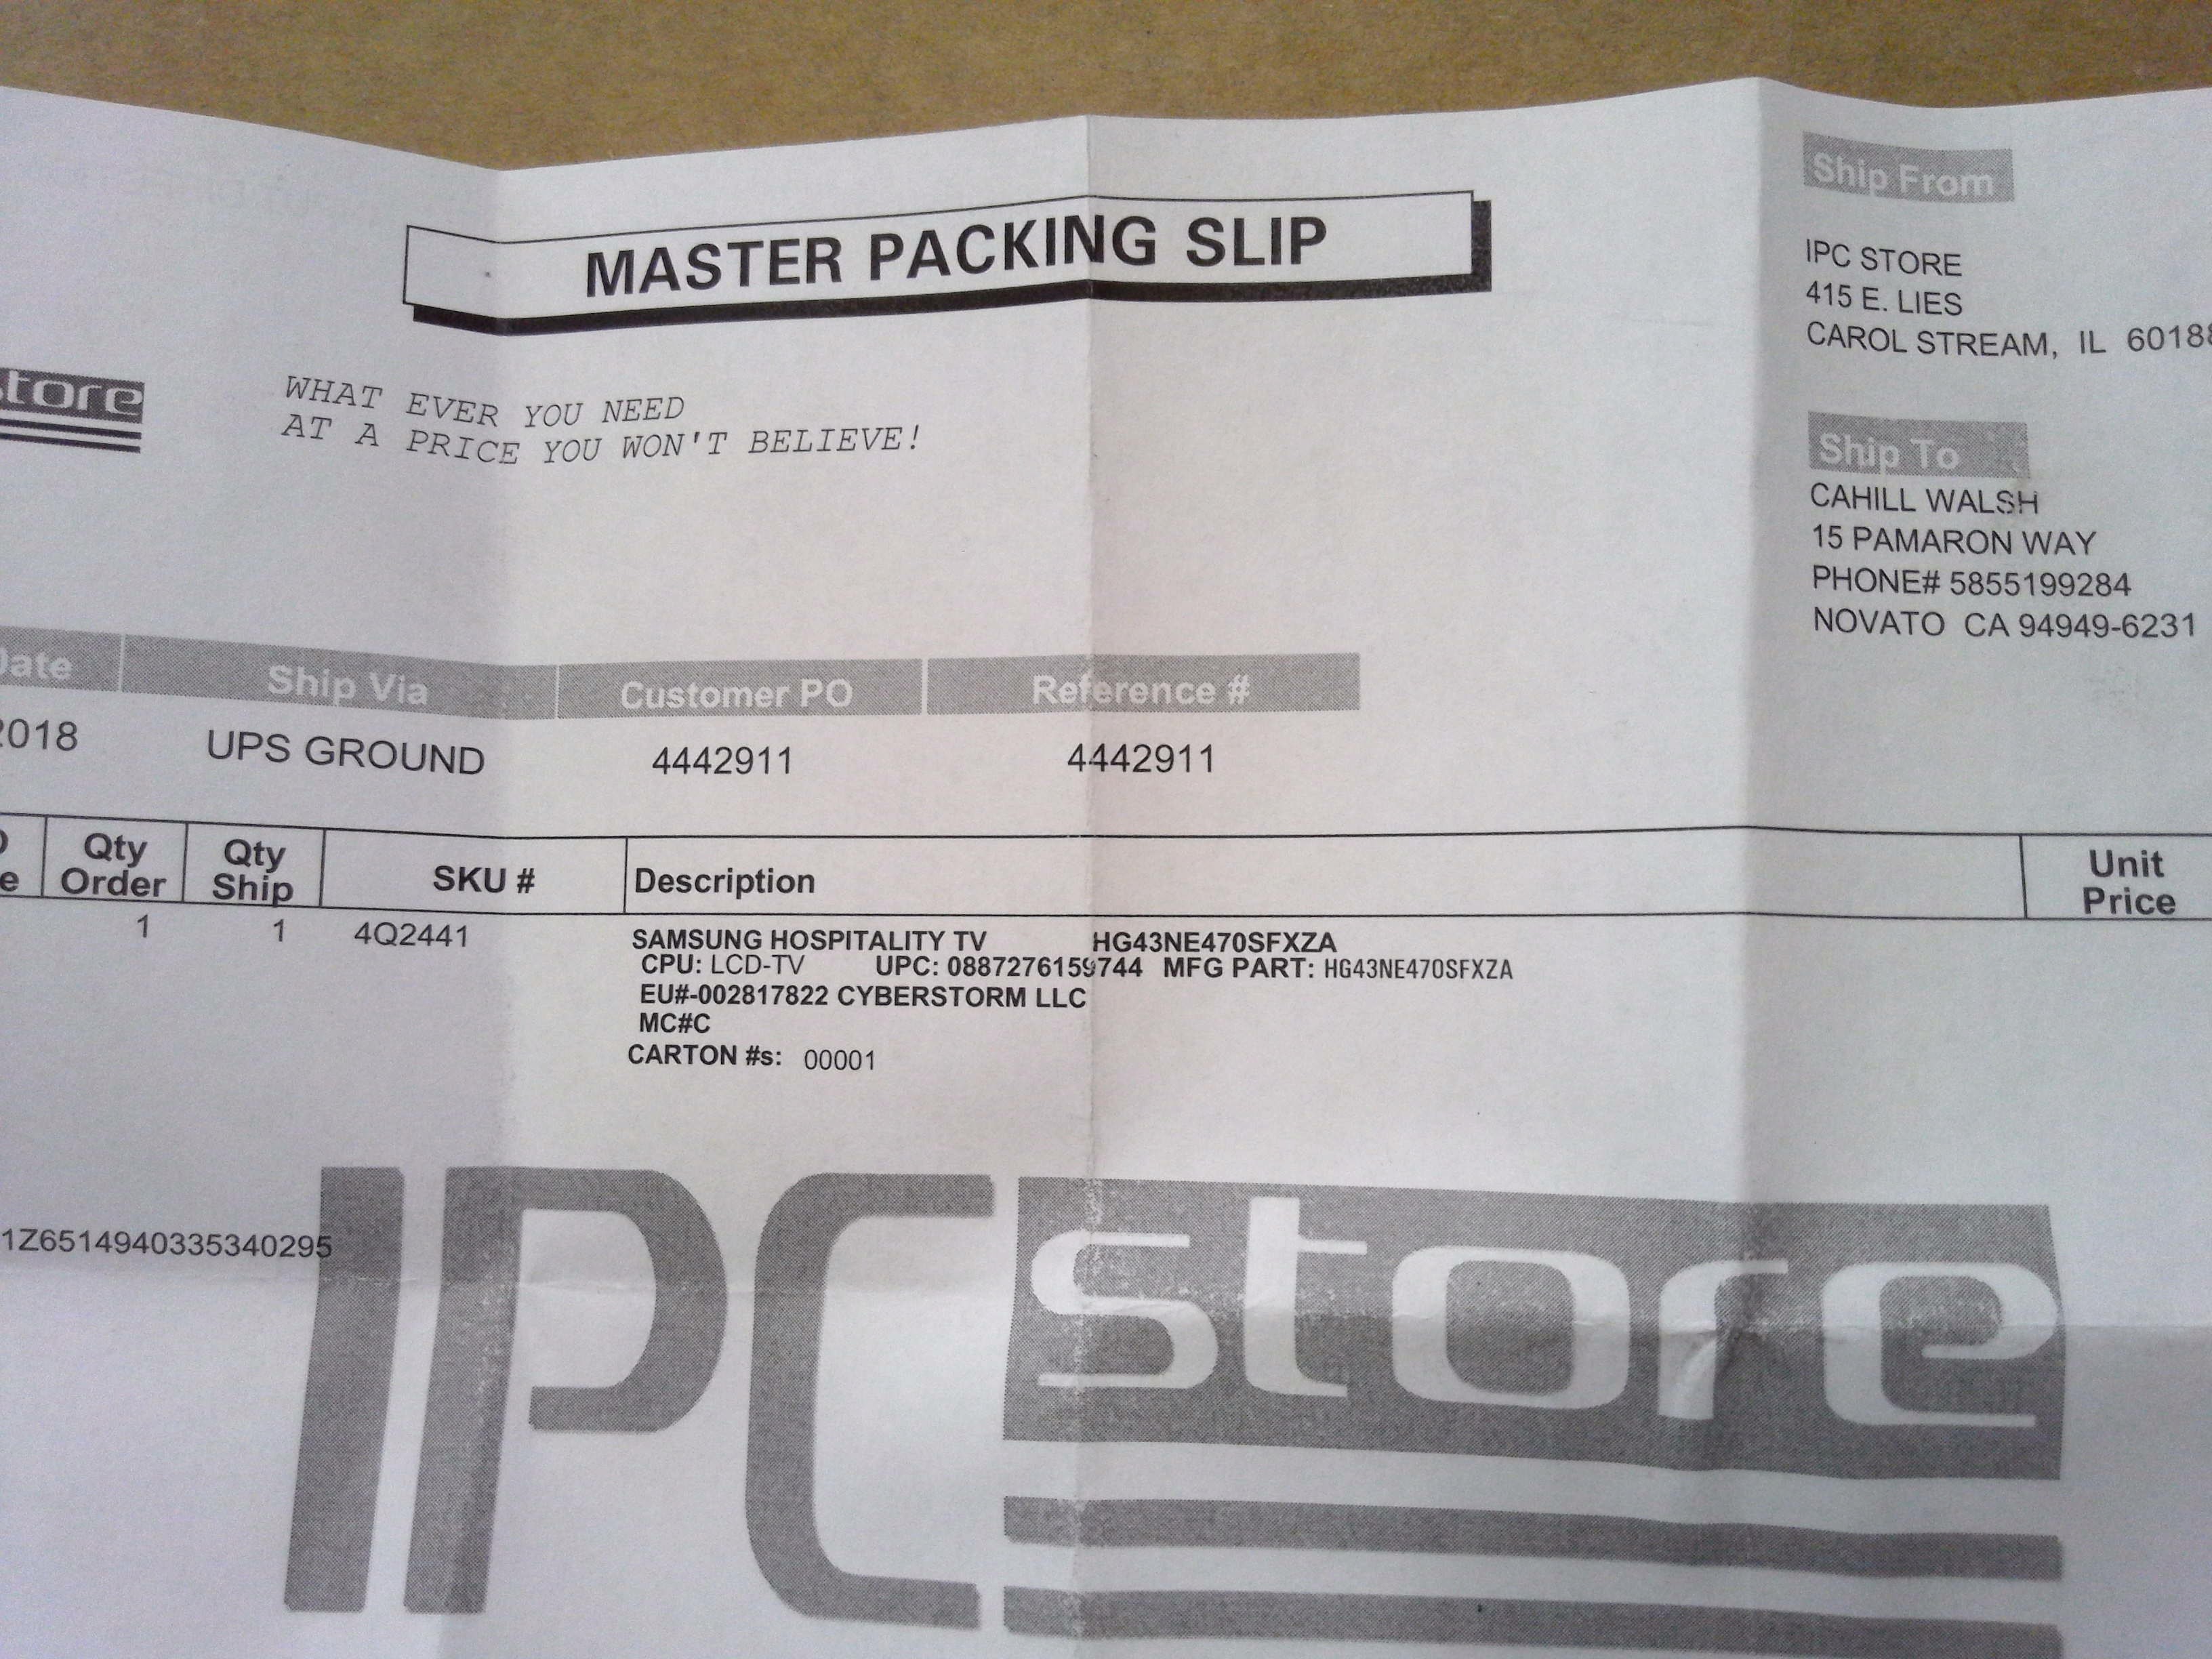 MASTER PACKING SLIP
Ship From
IPC STORE
415 E. LIES
CAROL STREAM, IL 60188
store
WHAT EVER YOU NEED
AT A PRICE YOU WON'T BELIEVE!
Ship To
CAHILL WALSH
15 PAMARON WAY
PHONE# 5855199284
NOVATO CA 94949-6231
Date Ship Via Customer PO Reference #
2018 UPS GROUND 4442911 4442911
Qty Order Qty Ship SKU # Description Unit Price
1 1 4Q2441 SAMSUNG HOSPITALITY TV HG43NE470SFXZA
CPU: LCD-TV UPC: 0887276159744 MFG PART: HG43NE470SFXZA
EU#-002817822 CYBERSTORM LLC
MC#C
CARTON #s: 00001
1Z6514940335340295
IPC store